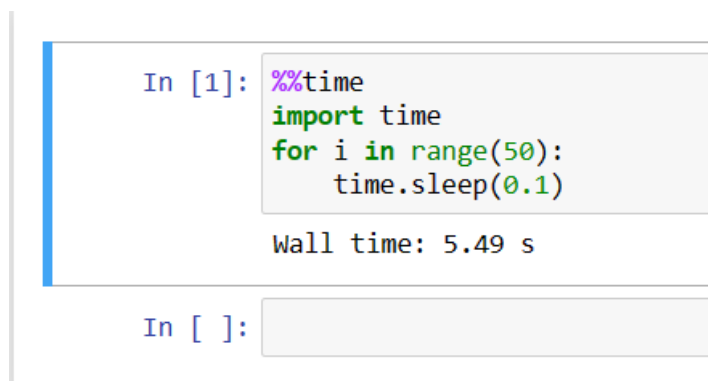 In [1]: %%time
import time
for i in range(50):
    time.sleep(0.1)
Wall time: 5.49 s
In [ ]: